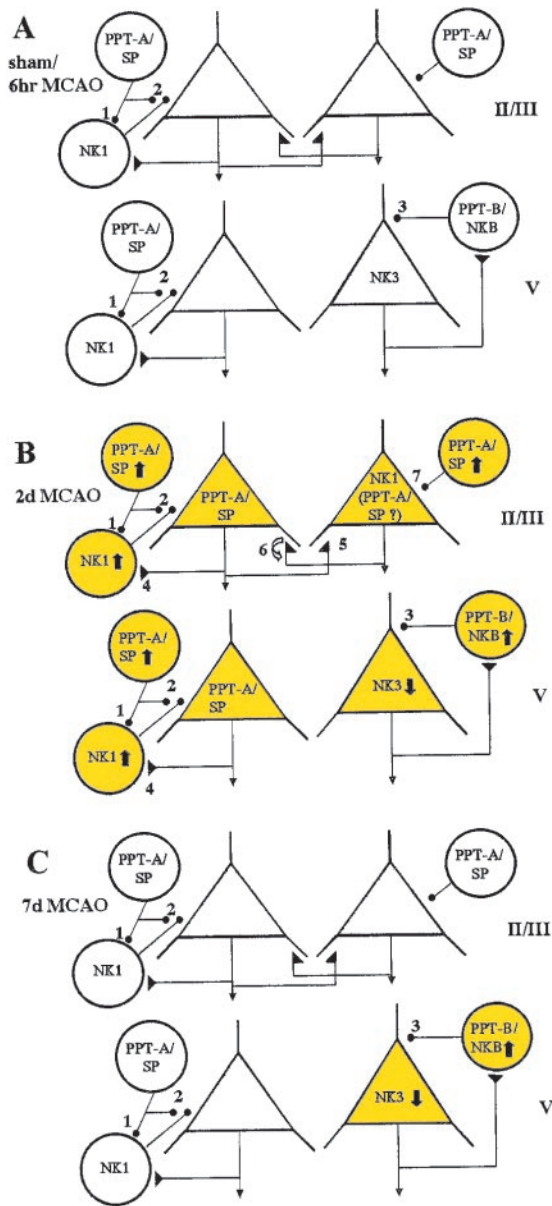 A
sham/
6hr MCAO
PPT-A/
SP
1
2
NK1
PPT-A/
SP
II/III
PPT-A/
SP
1
2
NK1
NK3
3
PPT-B/
NKB
V
B
2d MCAO
PPT-A/
SP
1
2
NK1
4
PPT-A/
SP
6
5
NK1
(PPT-A/
SP ?)
7
PPT-A/
SP
II/III
PPT-A/
SP
1
2
NK1
4
PPT-A/
SP
NK3
3
PPT-B/
NKB
V
C
7d MCAO
PPT-A/
SP
1
2
NK1
PPT-A/
SP
II/III
PPT-A/
SP
1
2
NK1
NK3
3
PPT-B/
NKB
V